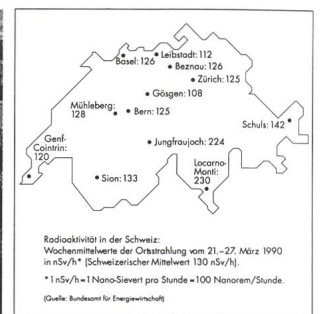 Leibstadt: 112
Basel: 126
Beznau: 126
Zürich: 125
Gösgen: 108
Mühleberg:
128
Bern: 125
Schuls: 142
Jungfraujoch: 224
Genf-
Cointrin:
120
Locarno-
Monti:
230
Sion: 133
Radioaktivität in der Schweiz:
Wochenmittelwerte der Ortsstrahlung vom 21.–27. März 1990
in nSv/h* (Schweizerischer Mittelwert 130 nSv/h).
*1 nSv/h = 1 Nano-Sievert pro Stunde = 100 Nanorem/Stunde.
(Quelle: Bundesamt für Energiewirtschaft)